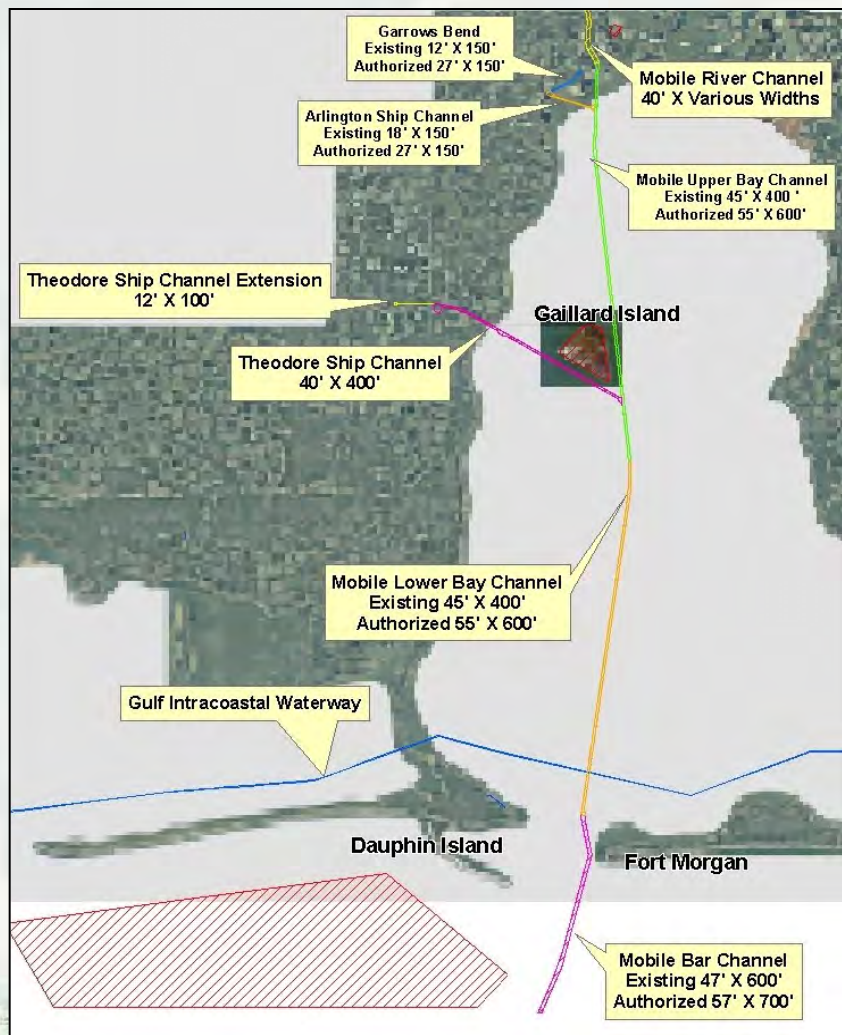 Garrows Bend
Existing 12' X 150'
Authorized 27' X 150'
Mobile River Channel
40' X Various Widths
Arlington Ship Channel
Existing 18' X 150'
Authorized 27' X 150'
Mobile Upper Bay Channel
Existing 45' X 400 '
Authorized 55' X 600'
Theodore Ship Channel Extension
12' X 100'
Gaillard Island
Theodore Ship Channel
40' X 400'
Mobile Lower Bay Channel
Existing 45' X 400'
Authorized 55' X 600'
Gulf Intracoastal Waterway
Dauphin Island
Fort Morgan
Mobile Bar Channel
Existing 47' X 600'
Authorized 57' X 700'